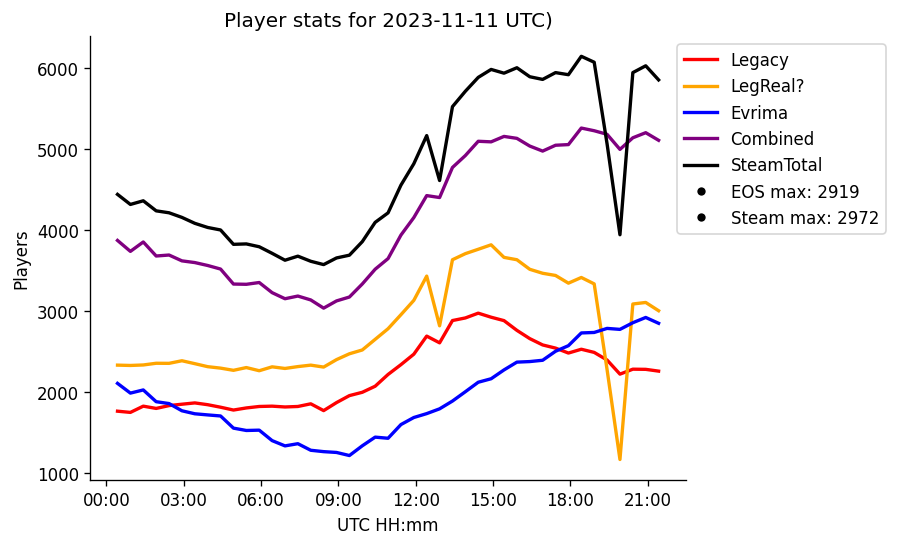 Player stats for 2023-11-11 UTC)
Players
6000
5000
4000
3000
2000
1000
00:00 03:00 06:00 09:00 12:00 15:00 18:00 21:00
UTC HH:mm
Legacy
LegReal?
Evrima
Combined
SteamTotal
EOS max: 2919
Steam max: 2972